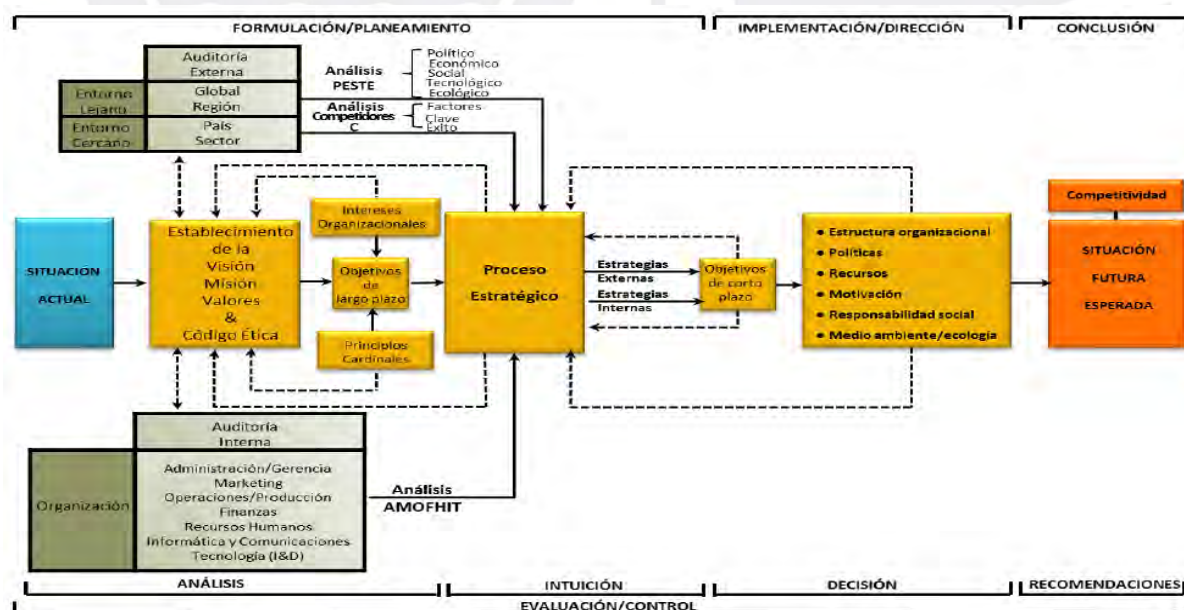 FORMULACIÓN/PLANEAMIENTO
IMPLEMENTACIÓN/DIRECCIÓN
CONCLUSIÓN
Auditoría
Externa
Entorno
Lejano
Global
Región
Entorno
Cercano
País
Sector
Análisis
PESTE
Político
Económico
Social
Tecnológico
Ecológico
Análisis
Competidores
C
Factores
Clave
Éxito
SITUACION
ACTUAL
Establecimiento
de la
Visión
Misión
Valores
&
Código Ética
Intereses
Organizacionales
Objetivos
de
largo plazo
Principios
Cardinales
Proceso
Estratégico
Estrategias
Externas
Estrategias
Internas
Objetivos
de corto
plazo
• Estructura organizacional
• Políticas
• Recursos
• Motivación
• Responsabilidad social
• Medio ambiente/ecología
Competitividad
SITUACIÓN
FUTURA
ESPERADA
Auditoría
Interna
Organización
Administración/Gerencia
Marketing
Operaciones/Producción
Finanzas
Recursos Humanos
Informática y Comunicaciones
Tecnología (I&D)
Análisis
AMOFHIT
ANÁLISIS
INTUICIÓN
DECISIÓN
RECOMENDACIONES
EVALUACIÓN/CONTROL